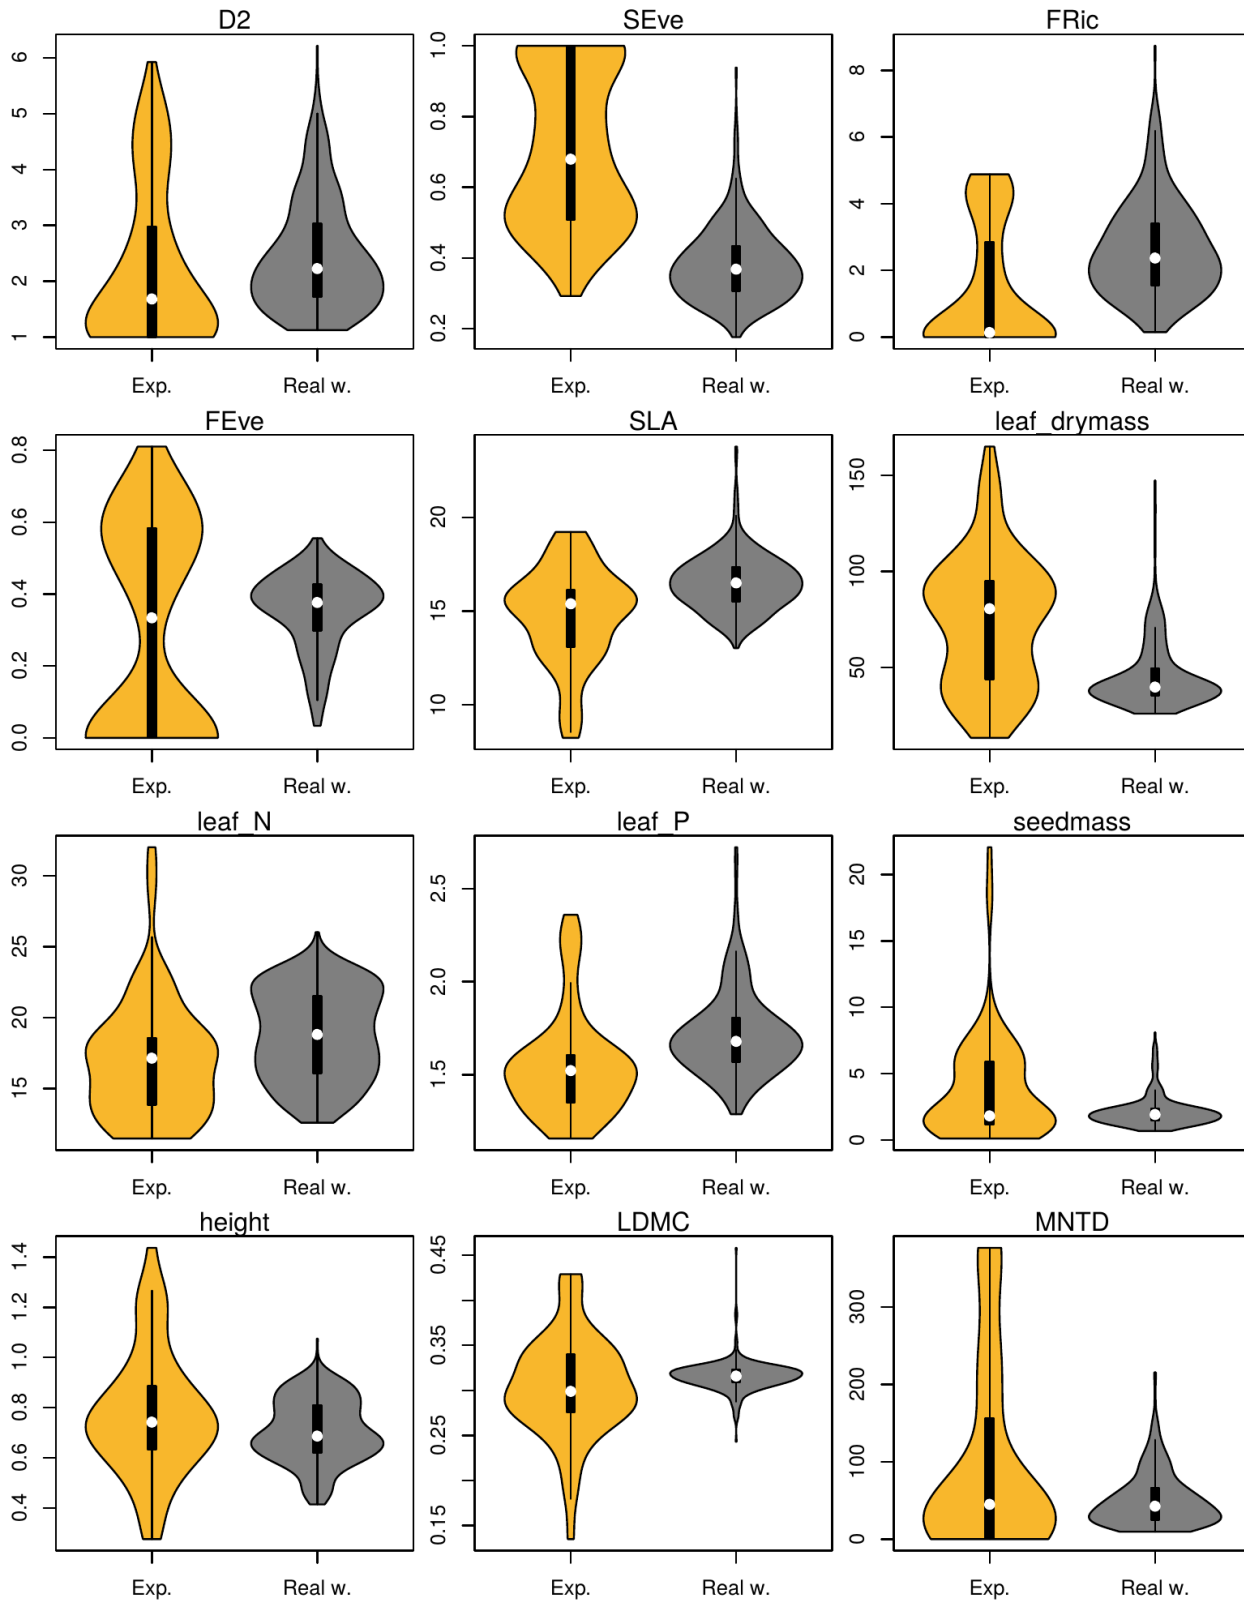 D2
6
5
4
3
2
1
Exp.
Real w.
SEve
1.0
0.8
0.6
0.4
0.2
Exp.
Real w.
FRic
8
6
4
2
0
Exp.
Real w.
FEve
0.8
0.6
0.4
0.2
0.0
Exp.
Real w.
SLA
20
15
10
Exp.
Real w.
leaf_drymass
150
100
50
Exp.
Real w.
leaf_N
30
25
20
15
Exp.
Real w.
leaf_P
2.5
2.0
1.5
Exp.
Real w.
seedmass
20
15
10
5
0
Exp.
Real w.
height
1.4
1.2
1.0
0.8
0.6
0.4
Exp.
Real w.
LDMC
0.45
0.35
0.25
0.15
Exp.
Real w.
MNTD
300
200
100
0
Exp.
Real w.